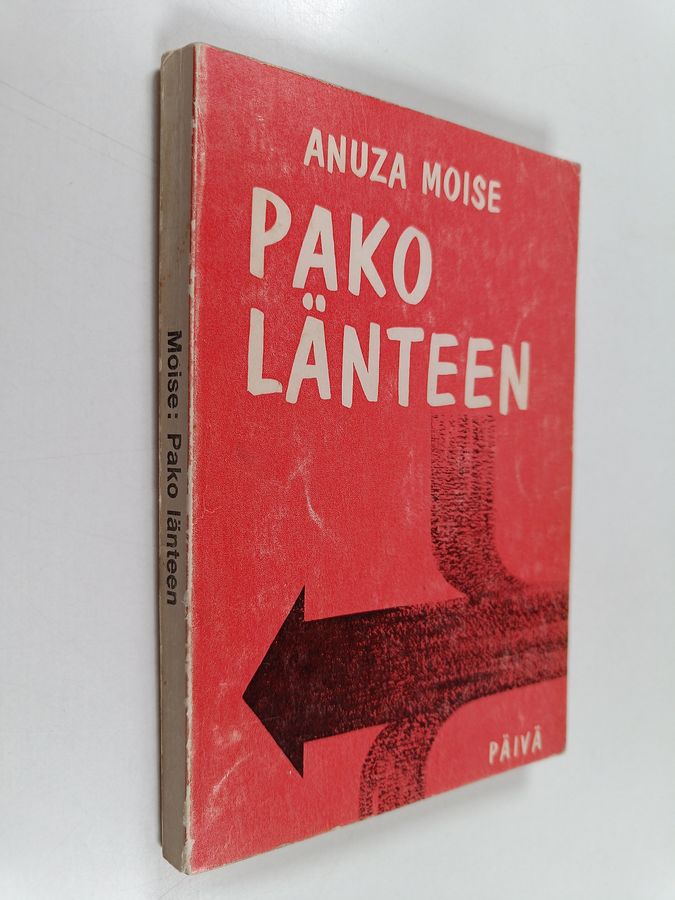 ANUZA MOISE
PAKO
LÄNTEEN
PÄIVÄ
Moise: Pako länteen